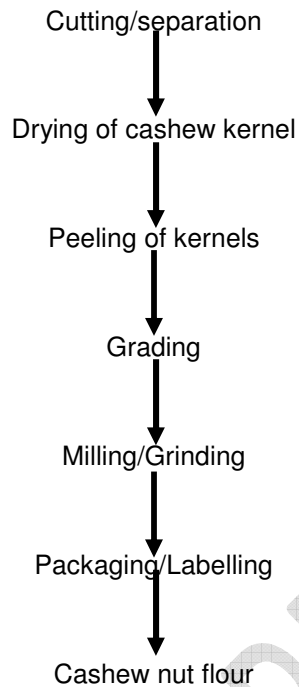 Cutting/separation
Drying of cashew kernel
Peeling of kernels
Grading
Milling/Grinding
Packaging/Labelling
Cashew nut flour